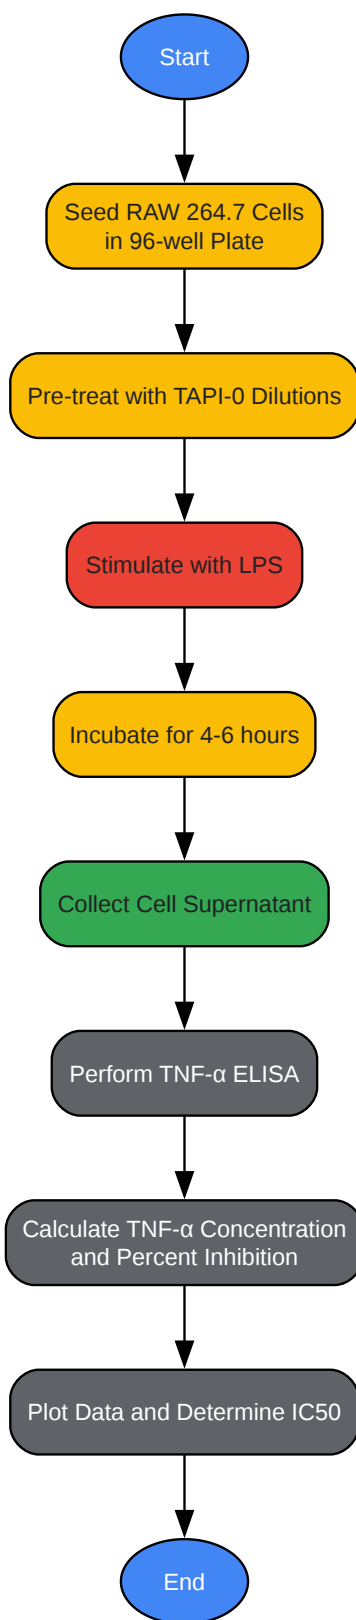 Start
Seed RAW 264.7 Cells
in 96-well Plate
Pre-treat with TAPI-0 Dilutions
Stimulate with LPS
Incubate for 4-6 hours
Collect Cell Supernatant
Perform TNF-α ELISA
Calculate TNF-α Concentration
and Percent Inhibition
Plot Data and Determine IC50
End